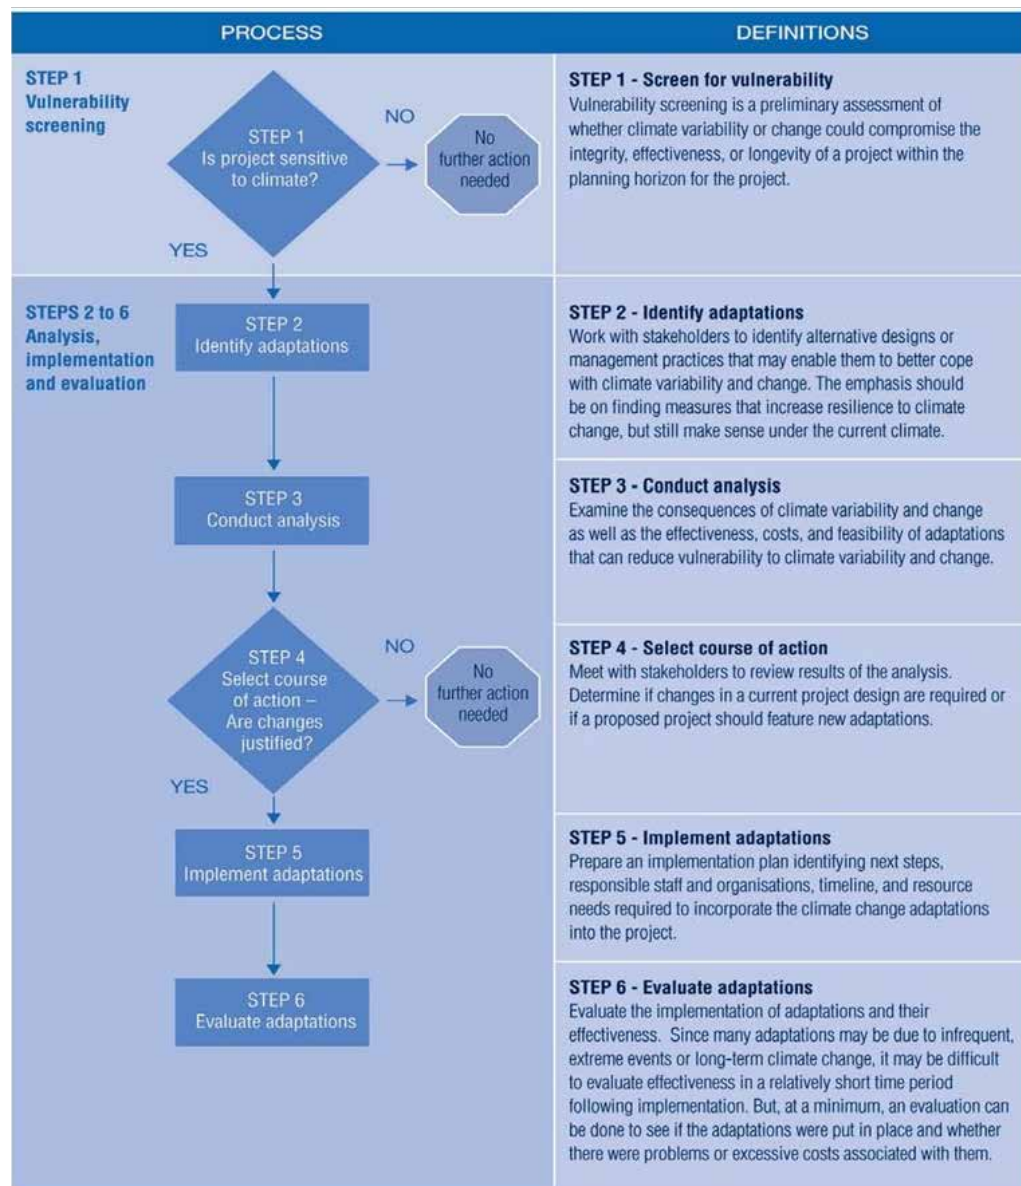 PROCESS
DEFINITIONS
STEP 1
Vulnerability
screening
STEP 1
Is project sensitive
to climate?
NO
No
further action
needed
YES
STEP 1 - Screen for vulnerability
Vulnerability screening is a preliminary assessment of
whether climate variability or change could compromise the
integrity, effectiveness, or longevity of a project within the
planning horizon for the project.
STEPS 2 to 6
Analysis,
implementation
and evaluation
STEP 2
Identify adaptations
STEP 2 - Identify adaptations
Work with stakeholders to identify alternative designs or
management practices that may enable them to better cope
with climate variability and change. The emphasis should
be on finding measures that increase resilience to climate
change, but still make sense under the current climate.
STEP 3
Conduct analysis
STEP 3 - Conduct analysis
Examine the consequences of climate variability and change
as well as the effectiveness, costs, and feasibility of adaptations
that can reduce vulnerability to climate variability and change.
STEP 4
Select course
of action –
Are changes
justified?
NO
No
further action
needed
YES
STEP 4 - Select course of action
Meet with stakeholders to review results of the analysis.
Determine if changes in a current project design are required or
if a proposed project should feature new adaptations.
STEP 5
Implement adaptations
STEP 5 - Implement adaptations
Prepare an implementation plan identifying next steps,
responsible staff and organisations, timeline, and resource
needs required to incorporate the climate change adaptations
into the project.
STEP 6
Evaluate adaptations
STEP 6 - Evaluate adaptations
Evaluate the implementation of adaptations and their
effectiveness. Since many adaptations may be due to infrequent,
extreme events or long-term climate change, it may be difficult
to evaluate effectiveness in a relatively short time period
following implementation. But, at a minimum, an evaluation can
be done to see if the adaptations were put in place and whether
there were problems or excessive costs associated with them.